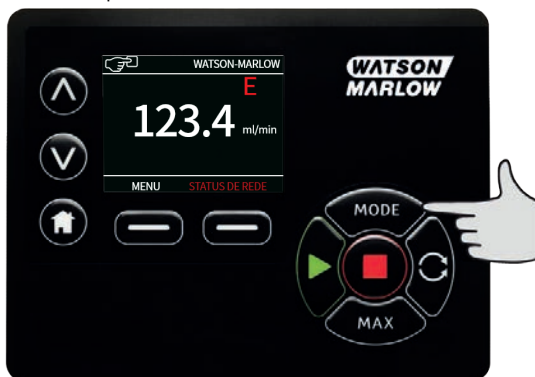 WATSON-MARLOW
E
123.4 ml/min
MENU STATUS DE REDE
WATSON
MARLOW
MODE
MAX